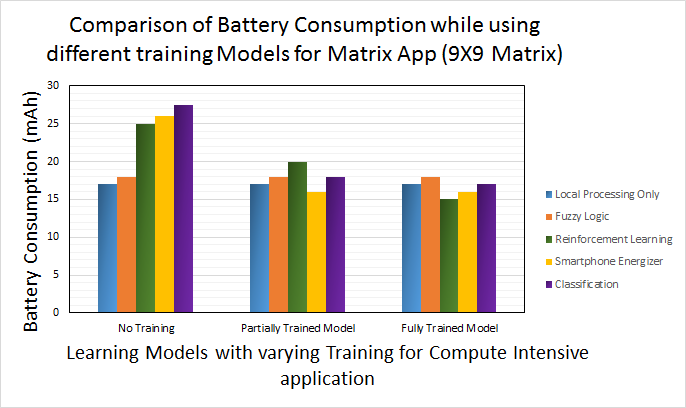 Comparison of Battery Consumption while using
different training Models for Matrix App (9X9 Matrix)
Battery Consumption (mAh)
30
25
20
15
10
5
0
No Training
Partially Trained Model
Fully Trained Model
Learning Models with varying Training for Compute Intensive
application
Local Processing Only
Fuzzy Logic
Reinforcement Learning
Smartphone Energizer
Classification